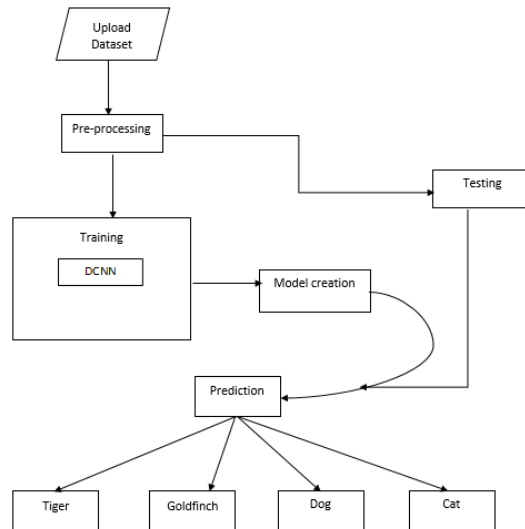 Upload
Dataset
Pre-processing
Testing
Training
DCNN
Model creation
Prediction
Tiger
Goldfinch
Dog
Cat